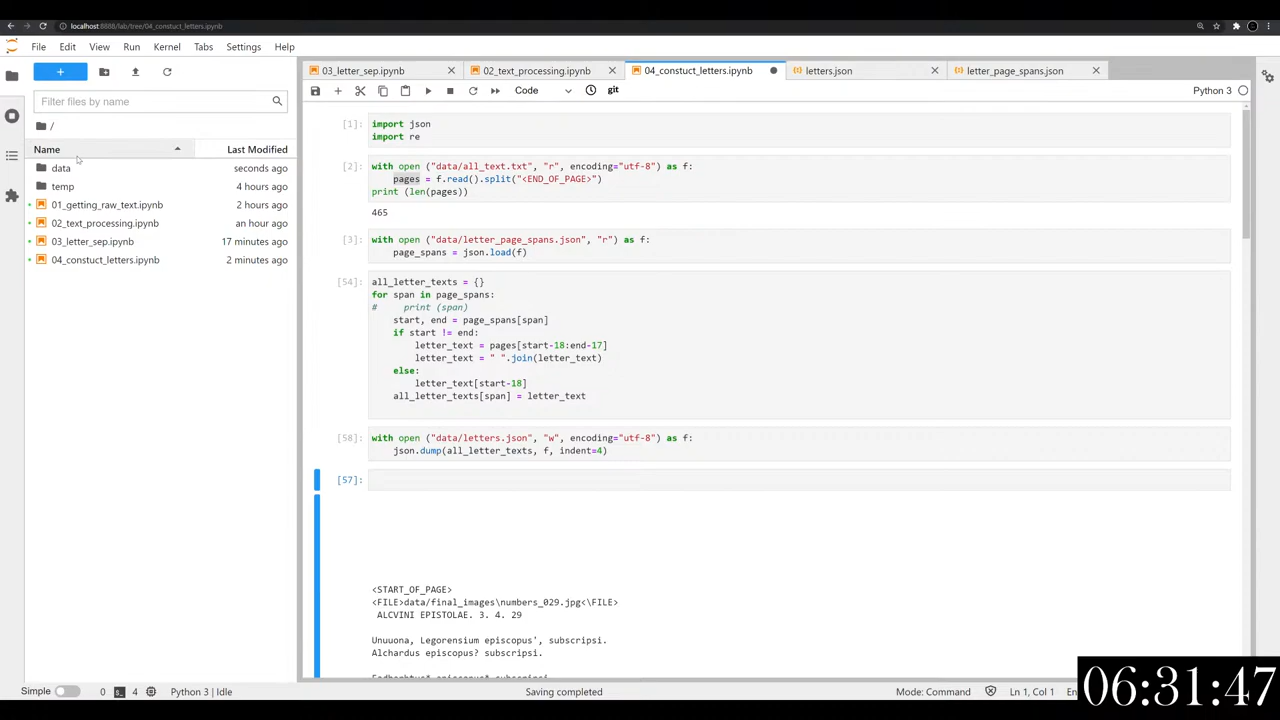 localhost:8888/lab/tree/04_constuct_letters.ipynb
File Edit View Run Kernel Tabs Settings Help
+
Filter files by name
/
Name Last Modified
data seconds ago
temp 4 hours ago
01_getting_raw_text.ipynb 2 hours ago
02_text_processing.ipynb an hour ago
03_letter_sep.ipynb 17 minutes ago
04_constuct_letters.ipynb 2 minutes ago
03_letter_sep.ipynb 02_text_processing.ipynb 04_constuct_letters.ipynb letters.json letter_page_spans.json
Code git Python 3
[1]: import json
import re
[2]: with open ("data/all_text.txt", "r", encoding="utf-8") as f:
pages = f.read().split("<END_OF_PAGE>")
print (len(pages))
465
[3]: with open ("data/letter_page_spans.json", "r") as f:
page_spans = json.load(f)
[54]: all_letter_texts = {}
for span in page_spans:
# print (span)
start, end = page_spans[span]
if start != end:
letter_text = pages[start-18:end-17]
letter_text = " ".join(letter_text)
else:
letter_text[start-18]
all_letter_texts[span] = letter_text
[58]: with open ("data/letters.json", "w", encoding="utf-8") as f:
json.dump(all_letter_texts, f, indent=4)
[57]:
<START_OF_PAGE>
<FILE>data/final_images\numbers_029.jpg<\FILE>
ALCVINI EPISTOLAE. 3. 4. 29
Unuuona, Legorensium episcopus', subscripsi.
Alchardus episcopus? subscripsi.
Simple 0 4 Python 3 | Idle Saving completed Mode: Command Ln 1, Col 1
06:31:47